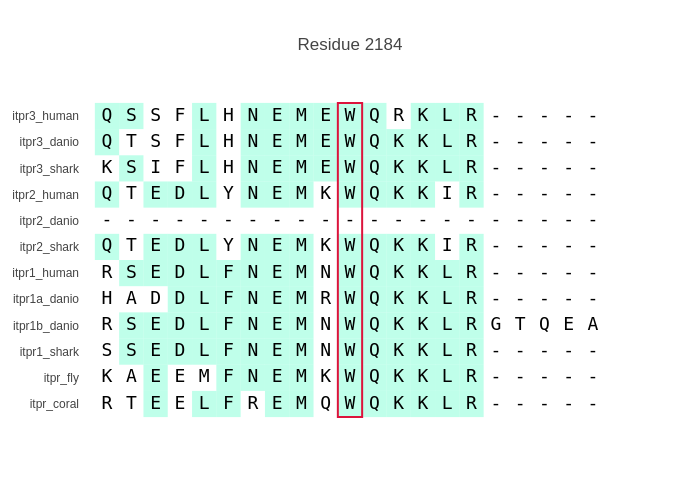 Residue 2184
itpr3_human Q S S F L H N E M E W Q R K L R - - - - -
itpr3_danio Q T S F L H N E M E W Q K K L R - - - - -
itpr3_shark K S I F L H N E M E W Q K K L R - - - - -
itpr2_human Q T E D L Y N E M K W Q K K I R - - - - -
itpr2_danio - - - - - - - - - - - - - - - - - - - - -
itpr2_shark Q T E D L Y N E M K W Q K K I R - - - - -
itpr1_human R S E D L F N E M N W Q K K L R - - - - -
itpr1a_danio H A D D L F N E M R W Q K K L R - - - - -
itpr1b_danio R S E D L F N E M N W Q K K L R G T Q E A
itpr1_shark S S E D L F N E M N W Q K K L R - - - - -
itpr_fly K A E E M F N E M K W Q K K L R - - - - -
itpr_coral R T E E L F R E M Q W Q K K L R - - - - -